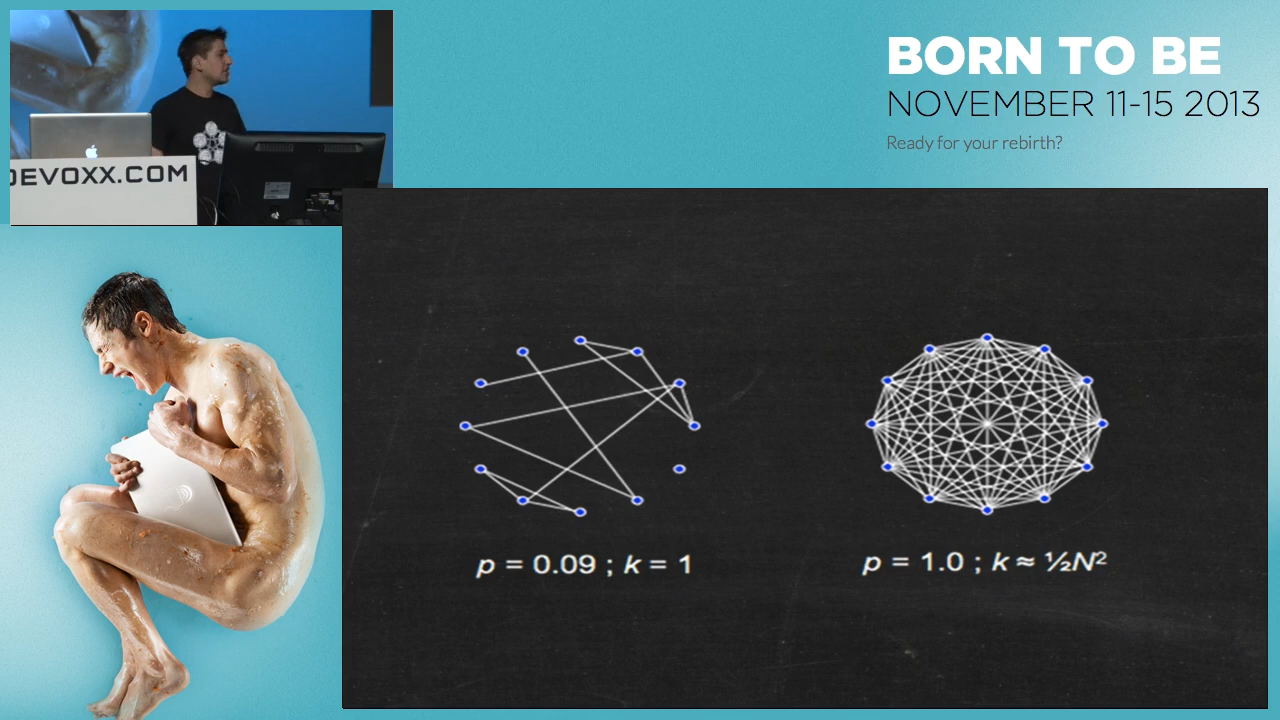 BORN TO BE
NOVEMBER 11-15 2013
Ready for your rebirth?
DEVOXX.COM
p = 0.09 ; k = 1
p = 1.0 ; k ≈ ½N²